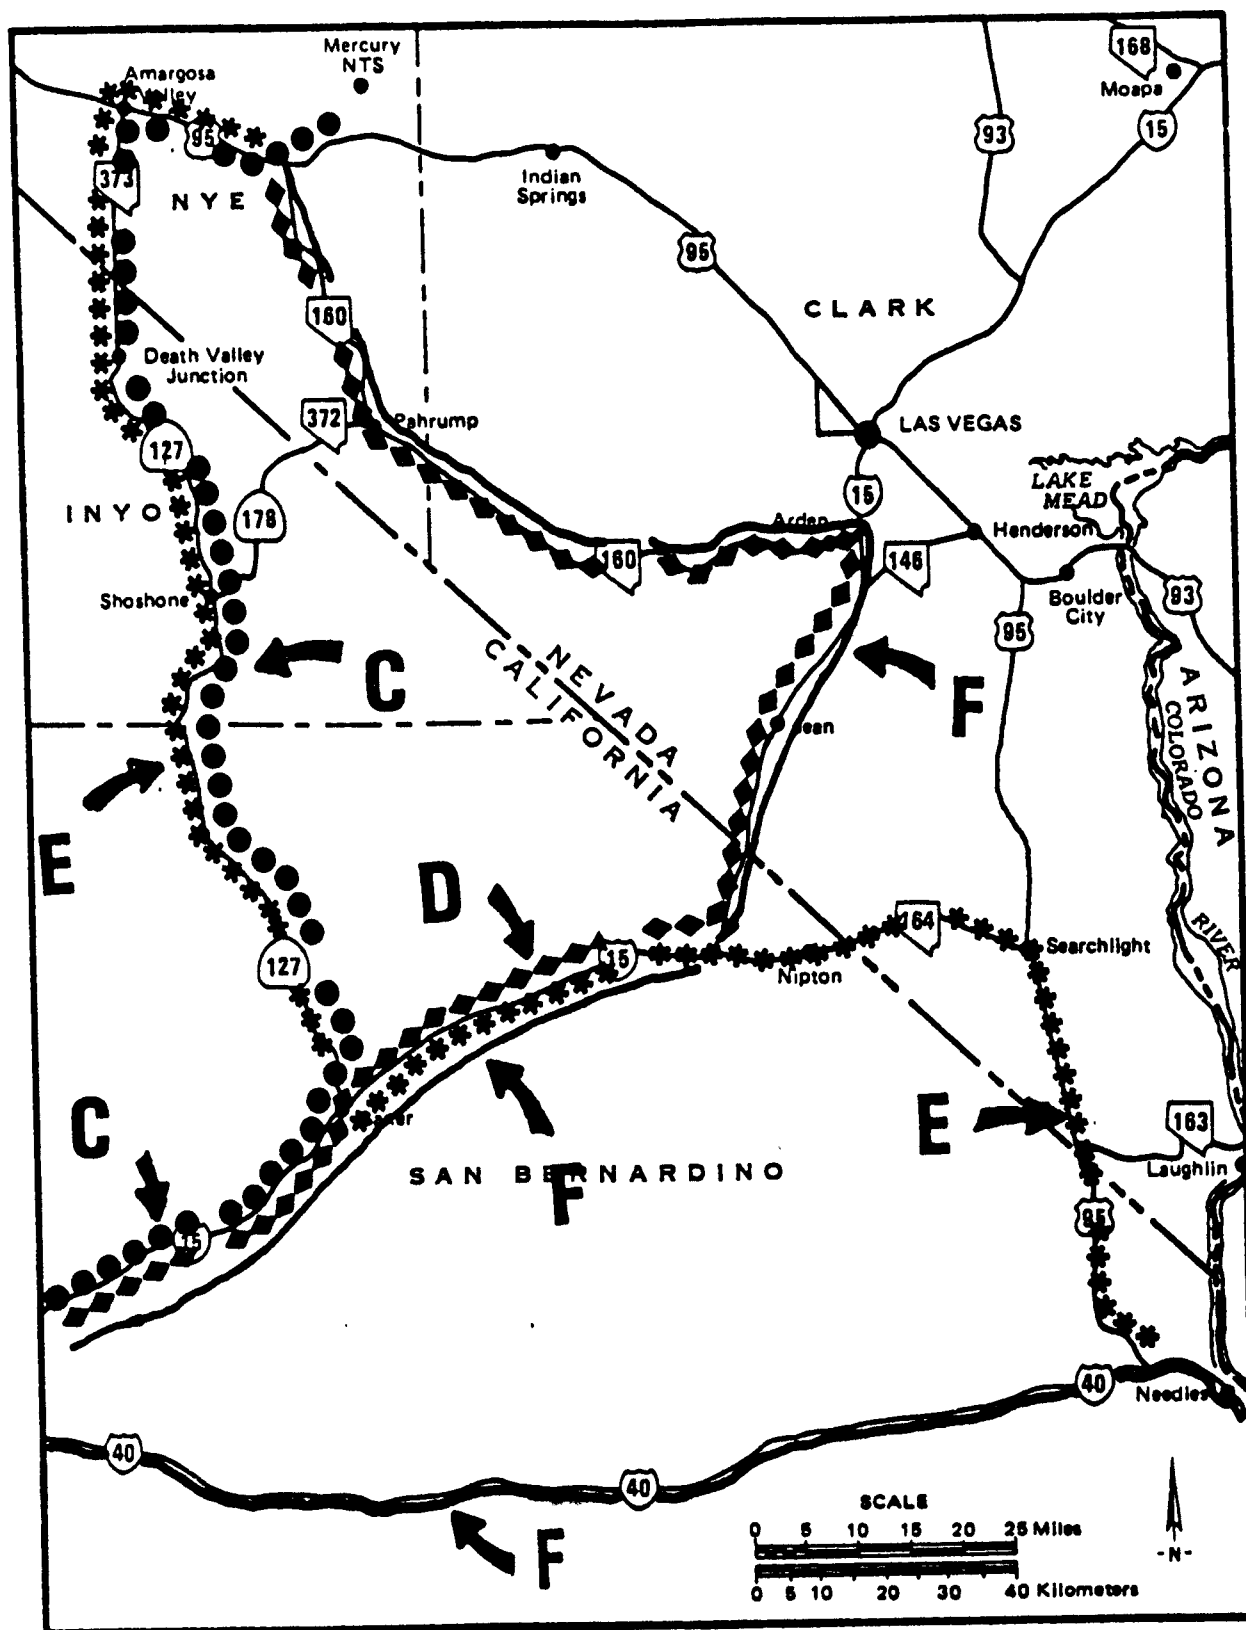 Mercury
NTS
168
Moapa
Amargosa
Valley
95
93
15
373
NYE
Indian
Springs
95
160
CLARK
Death Valley
Junction
372
Pahrump
LAS VEGAS
127
INYO
178
15
LAKE
MEAD
Arden
Henderson
160
146
Shoshone
Boulder
City
93
95
C
NEVADA
CALIFORNIA
F
ARIZONA
COLORADO
RIVER
Jean
E
D
164
Searchlight
127
15
Nipton
C
E
163
SAN BERNARDINO
F
Laughlin
15
95
40
Needles
40
40
F
SCALE
0 5 10 15 20 25 Miles
0 5 10 20 30 40 Kilometers
-N-